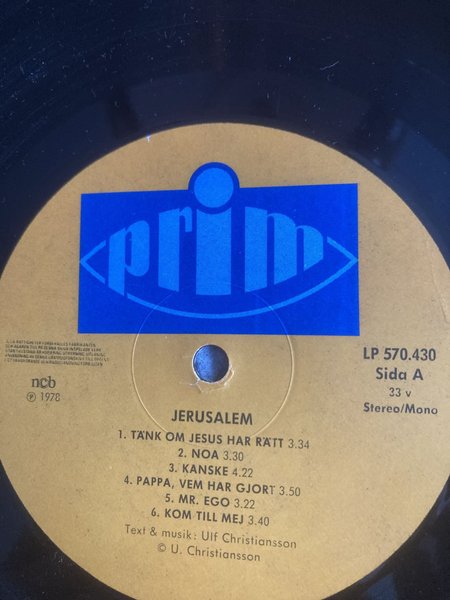 prim
LP 570.430
Sida A
33 v
Stereo/Mono
ncb
Ⓟ 1978
JERUSALEM
1. TÄNK OM JESUS HAR RÄTT 3.34
2. NOA 3.30
3. KANSKE 4.22
4. PAPPA, VEM HAR GJORT 3.50
5. MR. EGO 3.22
6. KOM TILL MEJ 3.40
Text & musik: Ulf Christiansson
© U. Christiansson